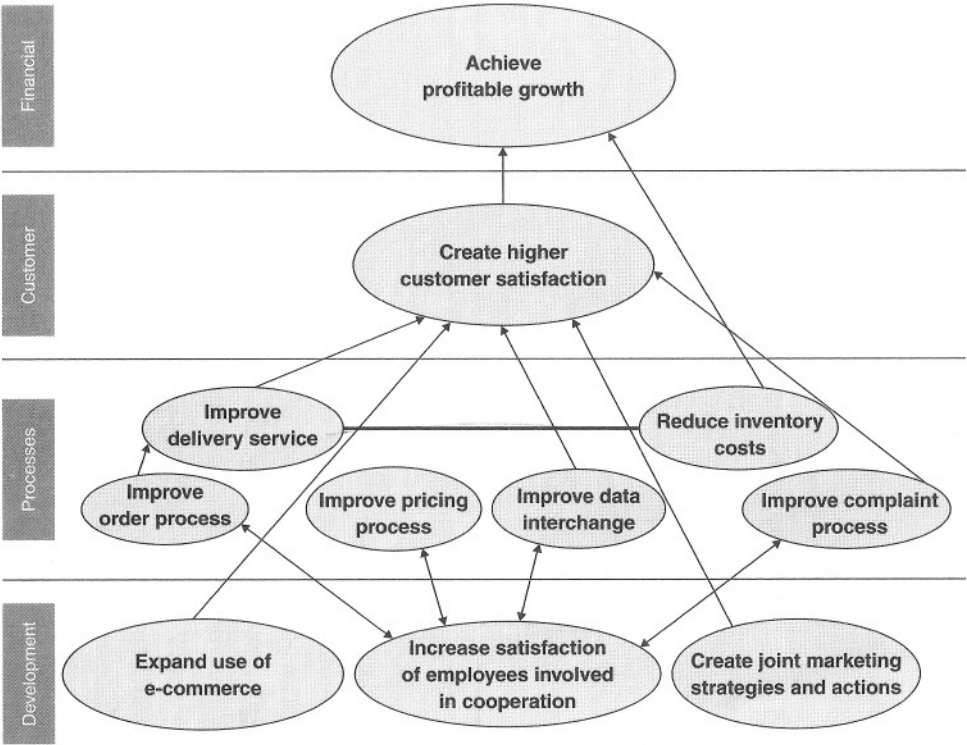 Financial
Achieve
profitable growth
Customer
Create higher
customer satisfaction
Processes
Improve
delivery service
Reduce inventory
costs
Improve
order process
Improve pricing
process
Improve data
interchange
Improve complaint
process
Development
Expand use of
e-commerce
Increase satisfaction
of employees involved
in cooperation
Create joint marketing
strategies and actions